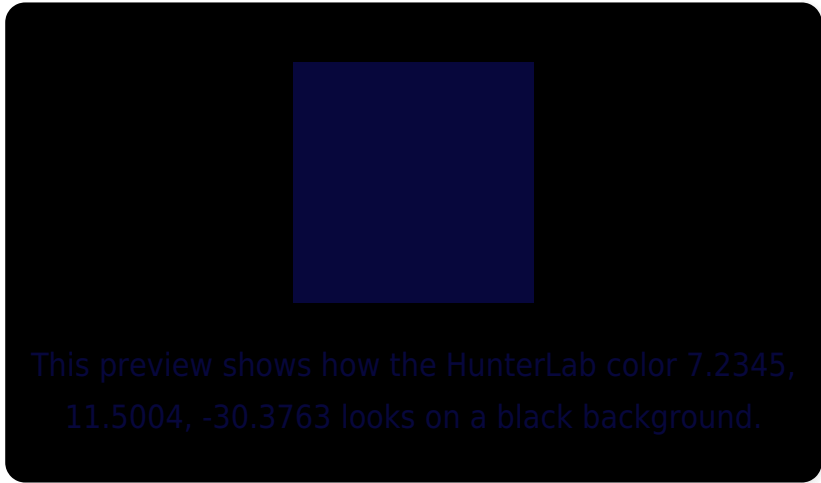 This preview shows how the HunterLab color 7.2345,
11.5004, -30.3763 looks on a black background.